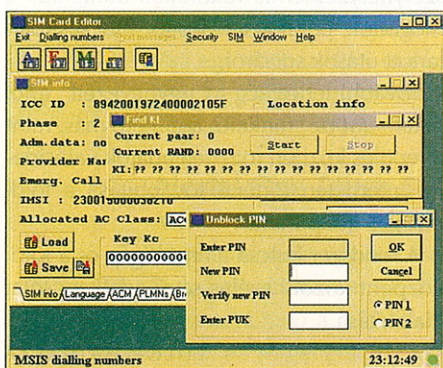 SIM Card Editor
Exit Dialling numbers Short messages Security SIM Window Help
A F M
SIM info
ICC ID : 8942001972400002105F Location info
Phase : 2
Find KI
Current paar: 0
Adm.data: no
Current RAND: 0000 Start Stop
Provider Na
KI: ?? ?? ?? ?? ?? ?? ?? ?? ?? ?? ?? ?? ?? ?? ?? ??
Emerg. Call
IMSI :
Allocated AC Class: AC
Unblock PIN
Load Key Kc
Enter PIN OK
Save 00000000000
New PIN Cancel
Verify new PIN
SIM info Language ACM PLMNs Br
PIN 1
Enter PUK
PIN 2
MSIS dialling numbers 23:12:49